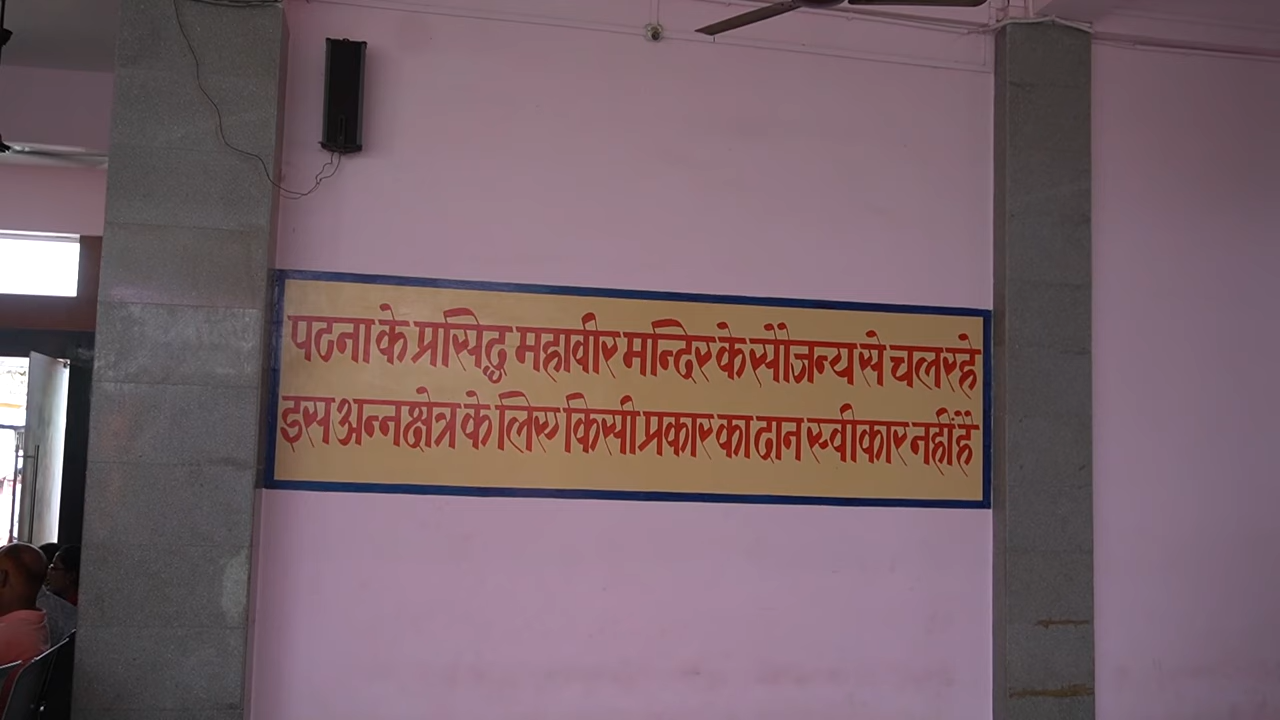 पटना के प्रसिद्ध महावीर मन्दिर के सौजन्य से चल रहे
इस अन्नक्षेत्र के लिए किसी प्रकार का दान स्वीकार नहीं है